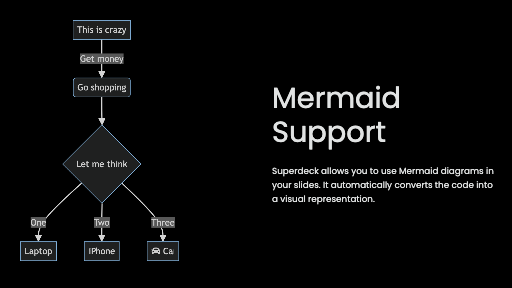 This is crazy
Get money
Go shopping
Let me think
One
Two
Three
Laptop
iPhone
Car
Mermaid
Support
Superdeck allows you to use Mermaid diagrams in
your slides. It automatically converts the code into
a visual representation.